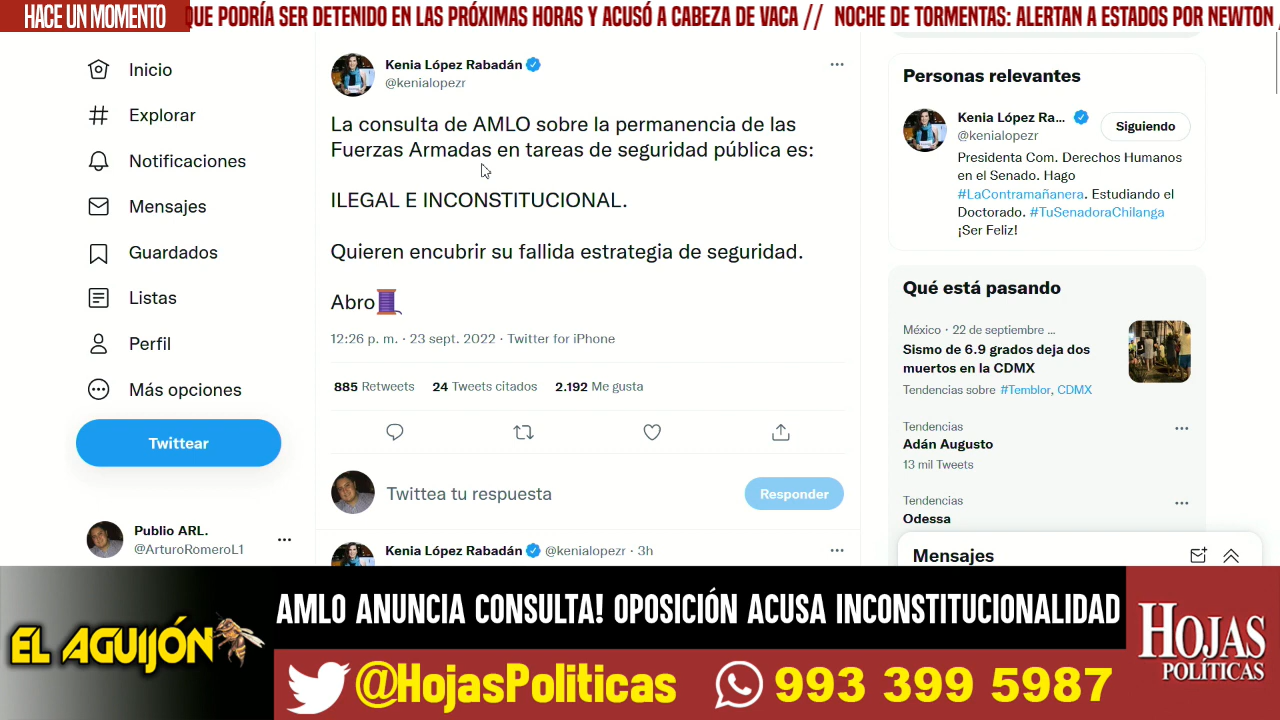 HACE UN MOMENTO
QUE PODRÍA SER DETENIDO EN LAS PRÓXIMAS HORAS Y ACUSÓ A CABEZA DE VACA // NOCHE DE TORMENTAS: ALERTAN A ESTADOS POR NEWTON /
Inicio
Explorar
Notificaciones
Mensajes
Guardados
Listas
Perfil
Más opciones
Twittear
Publio ARL.
@ArturoRomeroL1
Kenia López Rabadán
@kenialopezr
La consulta de AMLO sobre la permanencia de las
Fuerzas Armadas en tareas de seguridad pública es:
ILEGAL E INCONSTITUCIONAL.
Quieren encubrir su fallida estrategia de seguridad.
Abro
12:26 p. m. · 23 sept. 2022 · Twitter for iPhone
885 Retweets 24 Tweets citados 2.192 Me gusta
Twittea tu respuesta
Responder
Kenia López Rabadán @kenialopezr · 3h
Personas relevantes
Kenia López Ra...
@kenialopezr
Siguiendo
Presidenta Com. Derechos Humanos
en el Senado. Hago
#LaContramañanera. Estudiando el
Doctorado. #TuSenadoraChilanga
¡Ser Feliz!
Qué está pasando
México · 22 de septiembre ...
Sismo de 6.9 grados deja dos
muertos en la CDMX
Tendencias sobre #Temblor, CDMX
Tendencias
Adán Augusto
13 mil Tweets
Tendencias
Odessa
Mensajes
EL AGUIJÓN
AMLO ANUNCIA CONSULTA! OPOSICIÓN ACUSA INCONSTITUCIONALIDAD
@HojasPoliticas
993 399 5987
HOJAS
POLÍTICAS